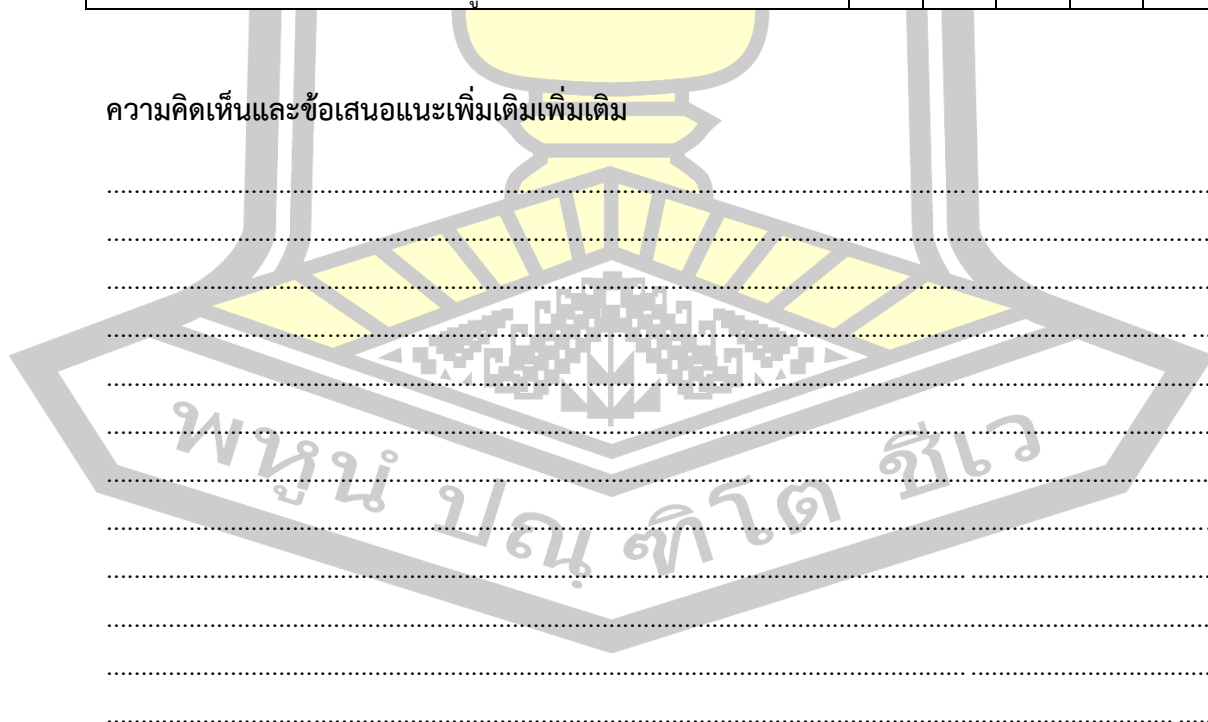 ความคิดเห็นและข้อเสนอแนะเพิ่มเติมเพิ่มเติม
พหูนํ ปณฺฑิโต ชีเว